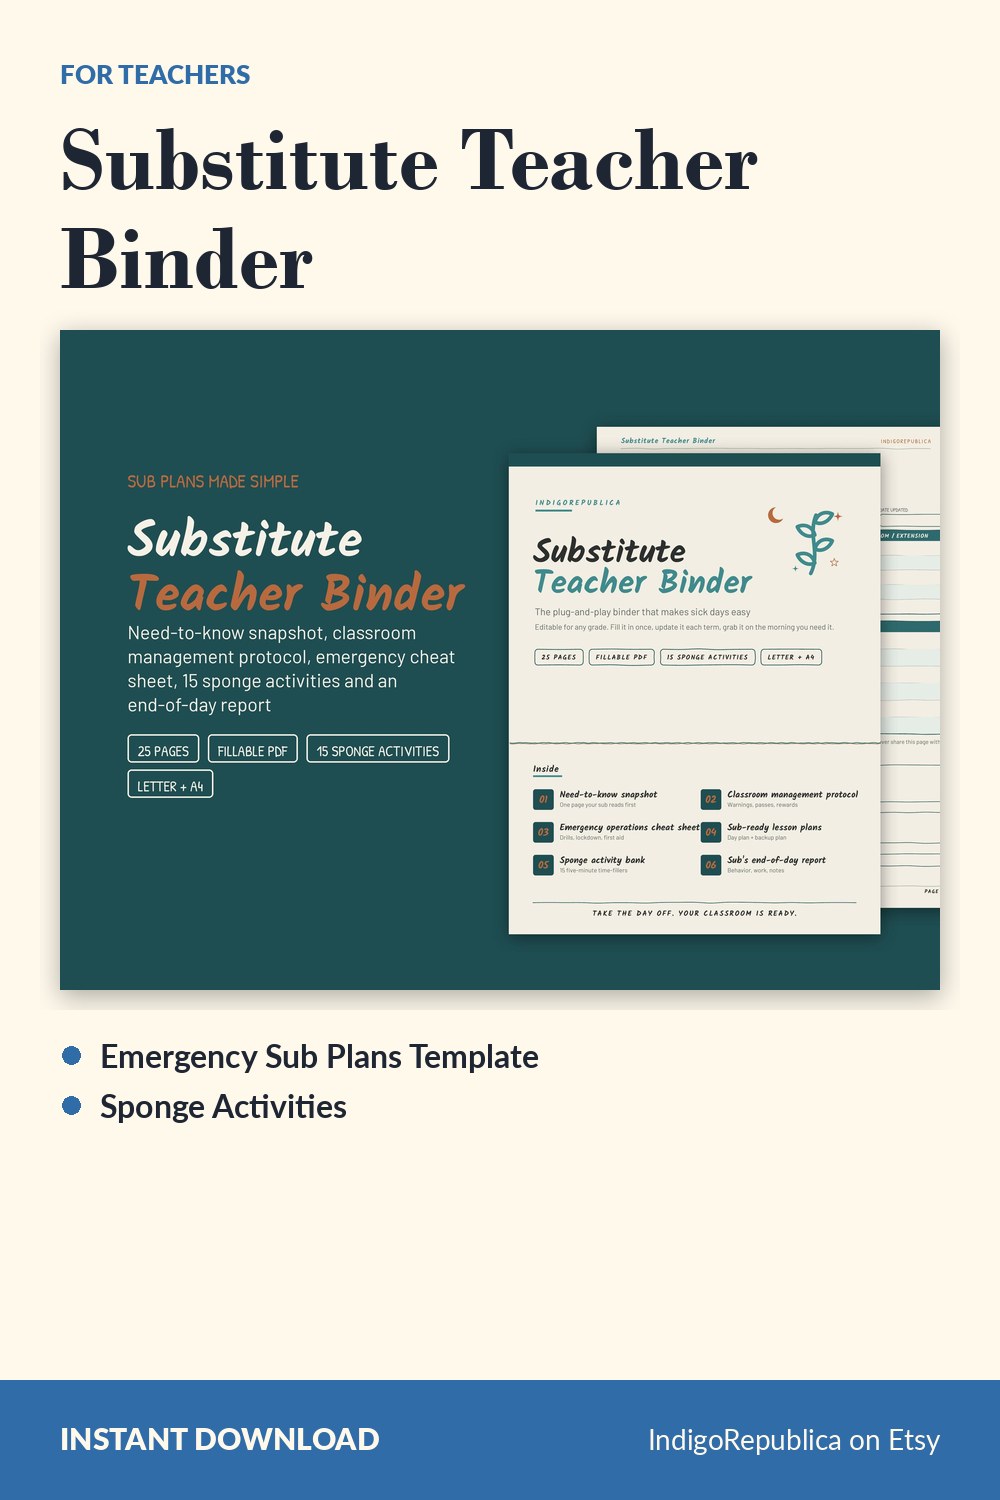 FOR TEACHERS
Substitute Teacher
Binder
SUB PLANS MADE SIMPLE
Substitute
Teacher Binder
Need-to-know snapshot, classroom
management protocol, emergency cheat
sheet, 15 sponge activities and an
end-of-day report
25 PAGES
FILLABLE PDF
15 SPONGE ACTIVITIES
LETTER + A4
Substitute Teacher Binder
INDIGOREPUBLICA
INDIGOREPUBLICA
Substitute
Teacher Binder
The plug-and-play binder that makes sick days easy
Editable for any grade. Fill it in once, update it each term, grab it on the morning you need it.
25 PAGES
FILLABLE PDF
15 SPONGE ACTIVITIES
LETTER + A4
UPDATED
/ EXTENSION
share this page
Inside
01 Need-to-know snapshot
One page your sub reads first
02 Classroom management protocol
Warnings, passes, rewards
03 Emergency operations cheat sheet
Drills, lockdown, first aid
04 Sub-ready lesson plans
Day plan + backup plan
05 Sponge activity bank
15 five-minute time-fillers
06 Sub's end-of-day report
Behavior, work, notes
PAGE
TAKE THE DAY OFF. YOUR CLASSROOM IS READY.
Emergency Sub Plans Template
Sponge Activities
INSTANT DOWNLOAD
IndigoRepublica on Etsy